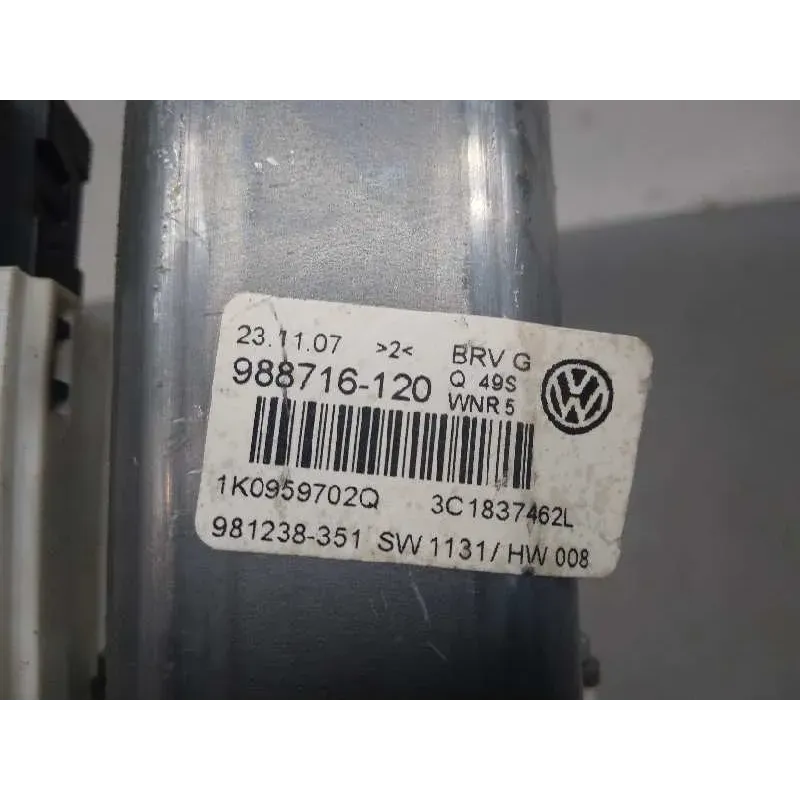 23.11.07 >2< BRV G
988716-120 Q 49S
WNR 5
1K0959702Q 3C1837462L
981238-351 SW 1131/ HW 008